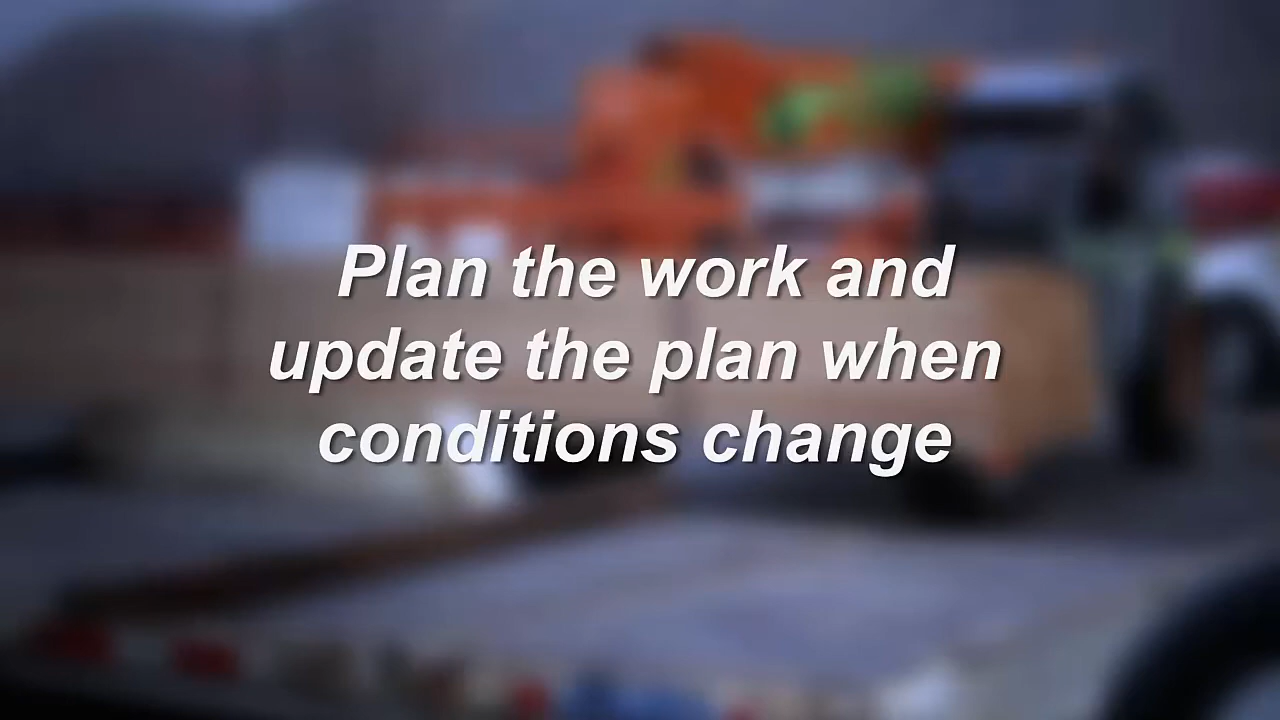 Plan the work and
update the plan when
conditions change